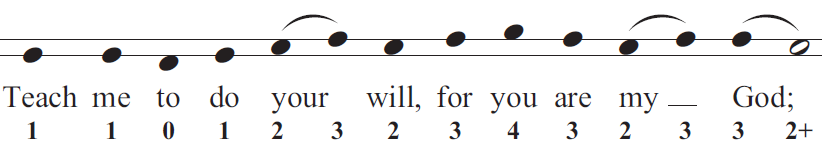 Teach me to do your will, for you are my __ God;
1 1 0 1 2 3 2 3 4 3 2 3 3 2+